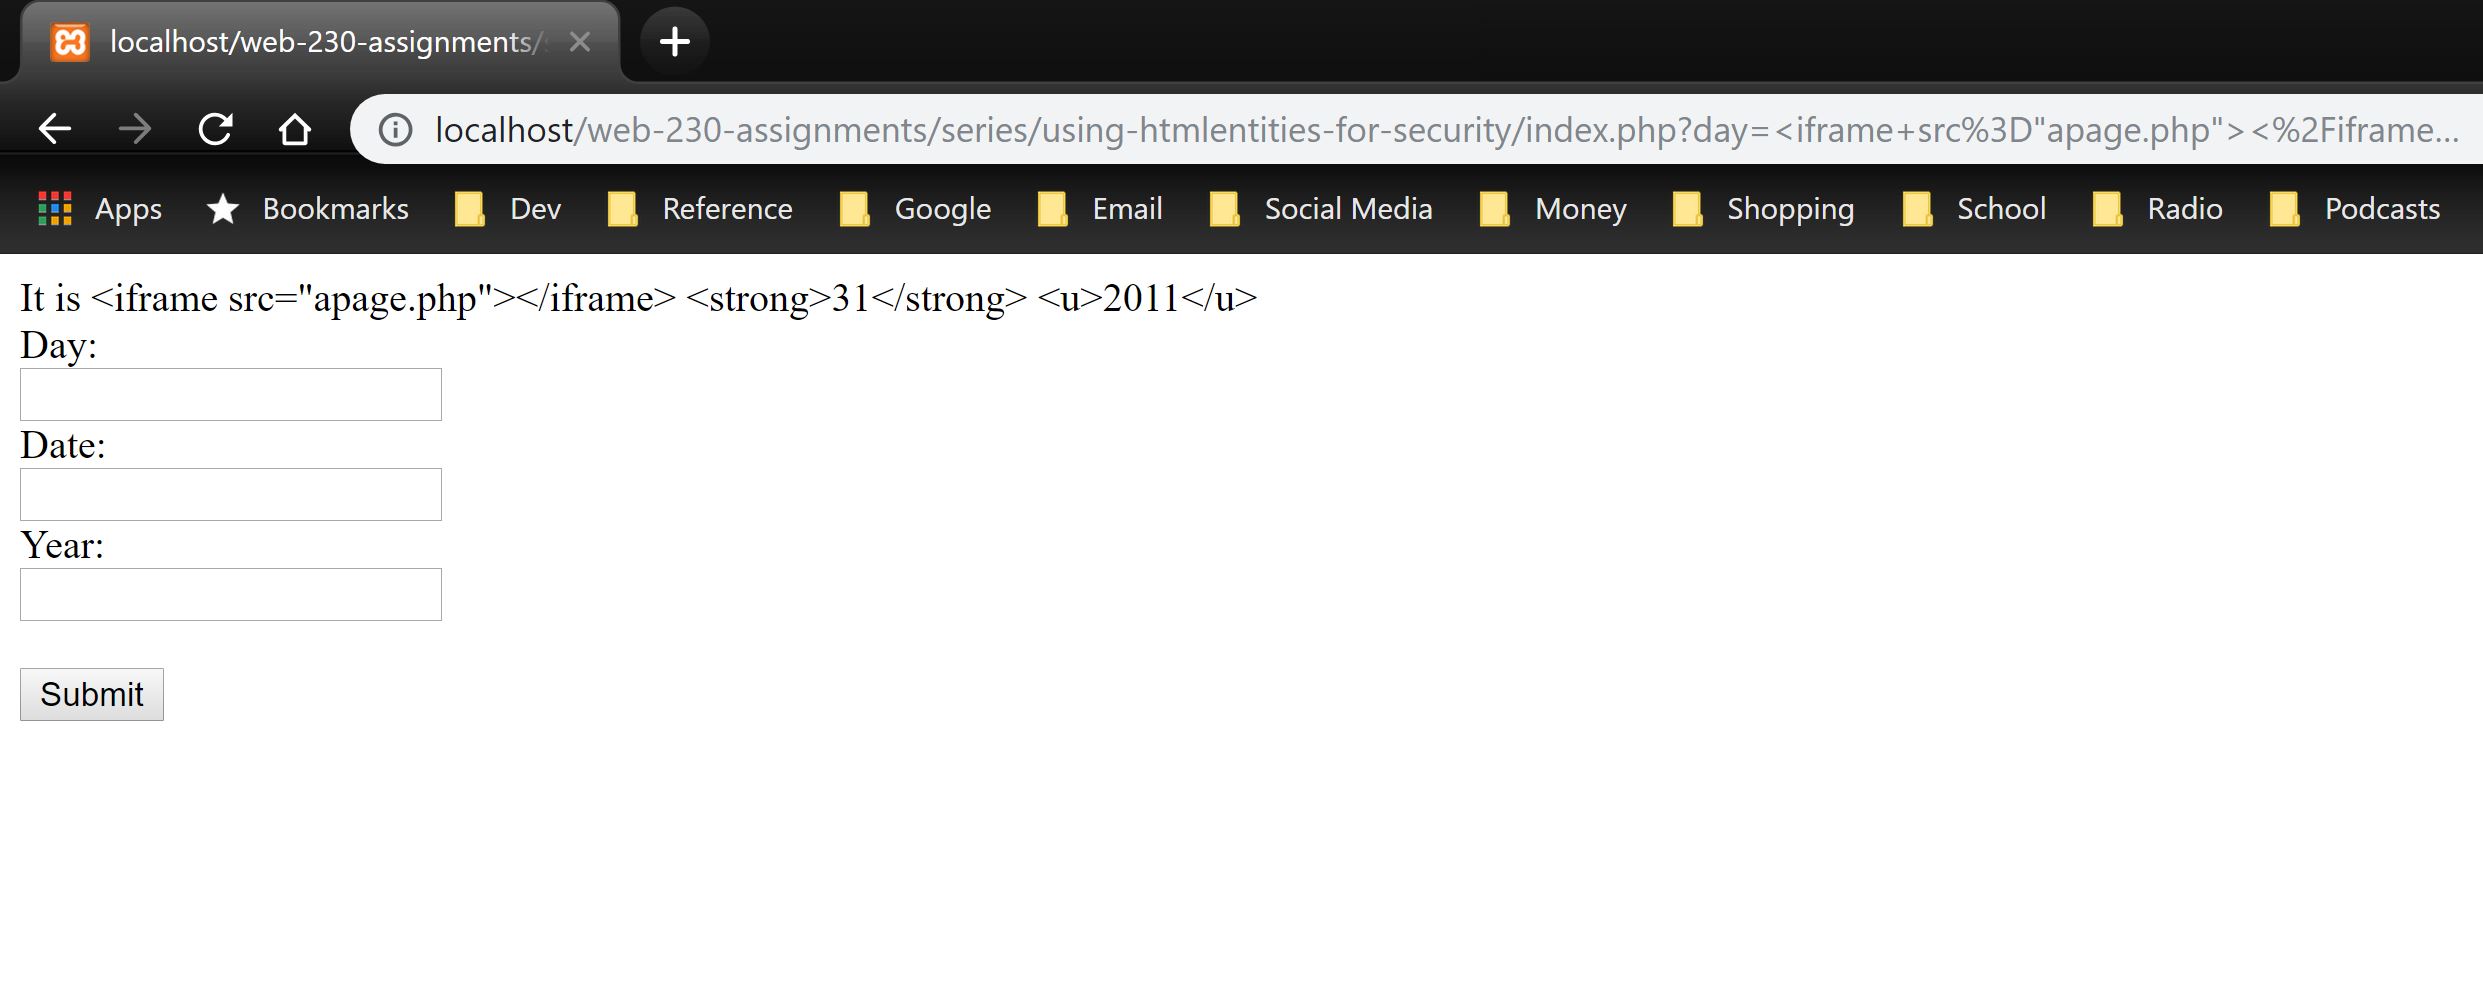 localhost/web-230-assignments/
localhost/web-230-assignments/series/using-htmlentities-for-security/index.php?day=<iframe+src%3D"apage.php"><%2Fiframe...
Apps Bookmarks Dev Reference Google Email Social Media Money Shopping School Radio Podcasts
It is <iframe src="apage.php"></iframe> <strong>31</strong> <u>2011</u>
Day:
Date:
Year:
Submit